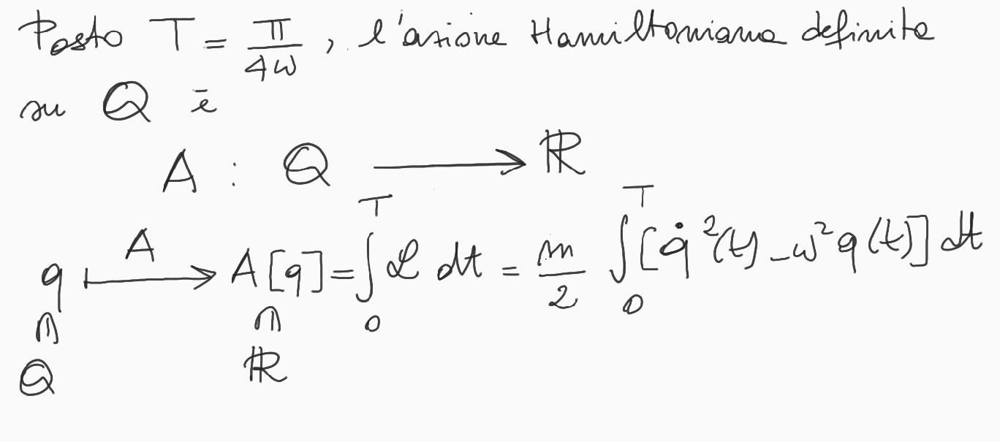 Posto T = π/4ω, l'azione Hamiltoniana definita
su Q è
A : Q ⟶ ℝ
q ⟼^A A[q] = ∫₀ᵀ ℒ dt = m/2 ∫₀ᵀ [q̇²(t) - ω²q(t)] dt
∩ ∩
Q ℝ